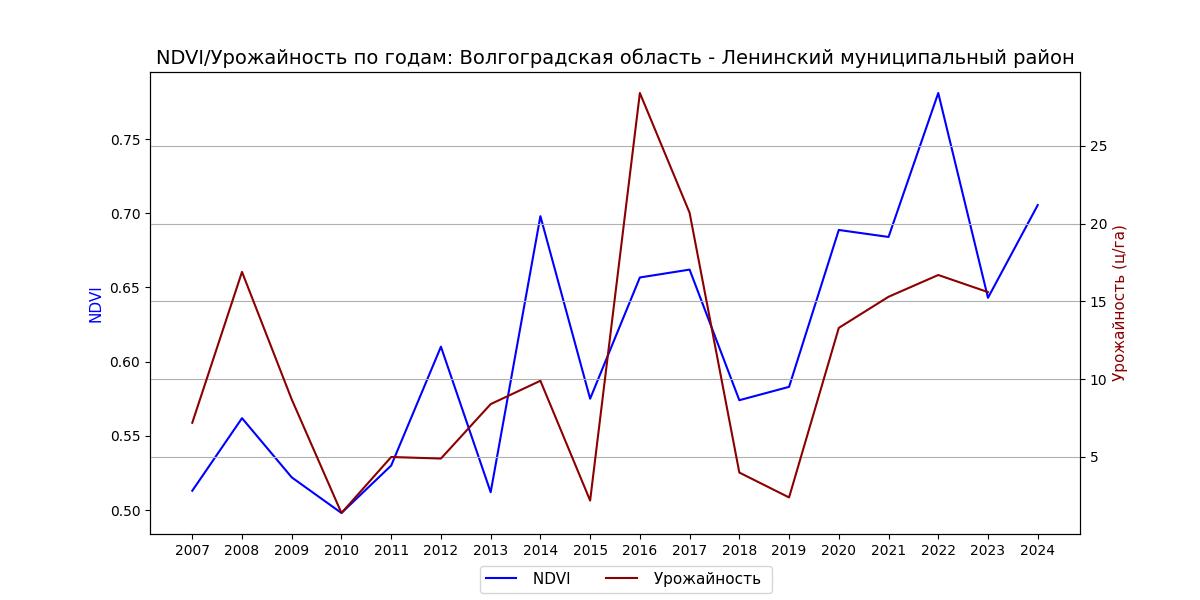 NDVI/Урожайность по годам: Волгоградская область - Ленинский муниципальный район
0.75
0.70
0.65
0.60
0.55
0.50
NDVI
25
20
15
10
5
Урожайность (ц/га)
2007 2008 2009 2010 2011 2012 2013 2014 2015 2016 2017 2018 2019 2020 2021 2022 2023 2024
NDVI Урожайность